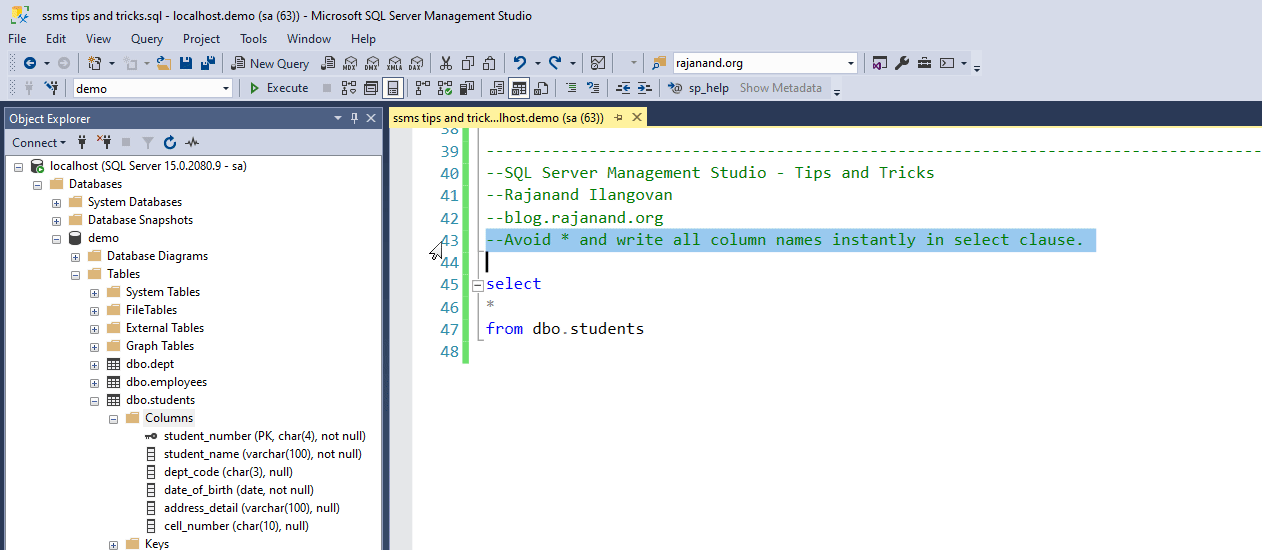 ssms tips and tricks.sql - localhost.demo (sa (63)) - Microsoft SQL Server Management Studio
File Edit View Query Project Tools Window Help
New Query MDX DMX XMLA DAX rajanand.org
demo Execute sp_help Show Metadata
Object Explorer
Connect
localhost (SQL Server 15.0.2080.9 - sa)
Databases
System Databases
Database Snapshots
demo
Database Diagrams
Tables
System Tables
FileTables
External Tables
Graph Tables
dbo.dept
dbo.employees
dbo.students
Columns
student_number (PK, char(4), not null)
student_name (varchar(100), not null)
dept_code (char(3), null)
date_of_birth (date, not null)
address_detail (varchar(100), null)
cell_number (char(10), null)
Keys
ssms tips and trick...lhost.demo (sa (63))
38
39 --------------------------------------------------------------------------------------
40 --SQL Server Management Studio - Tips and Tricks
41 --Rajanand Ilangovan
42 --blog.rajanand.org
43 --Avoid * and write all column names instantly in select clause.
44
45 select
46 *
47 from dbo.students
48